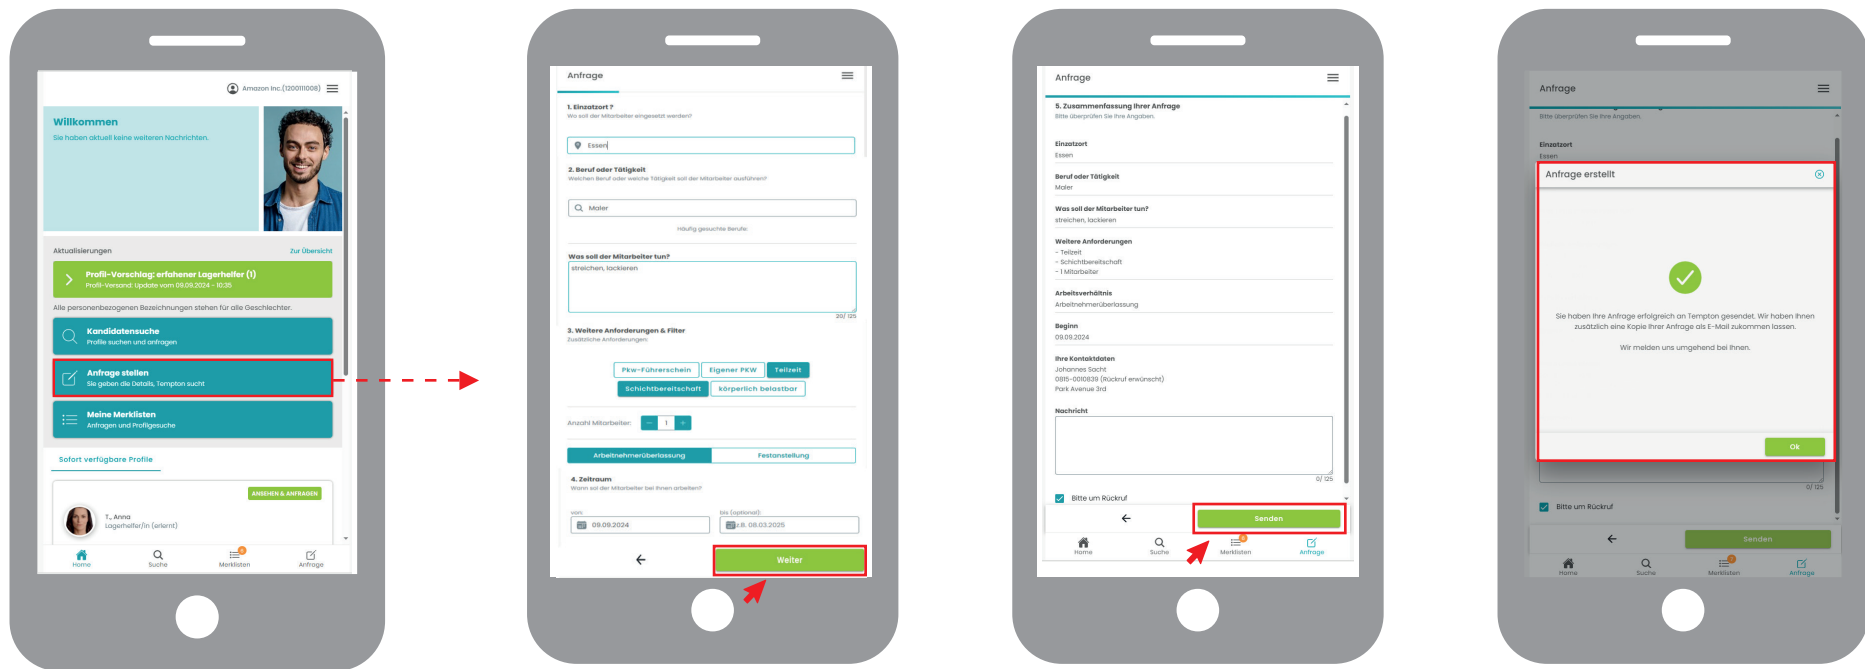 Amazon Inc.(1200111008)
Willkommen
Sie haben aktuell keine weiteren Nachrichten.
Aktualisierungen
Zur Übersicht
Profil-Vorschlag: erfahener Lagerhelfer (1)
Profil-Versand: Update vom 09.09.2024 - 10:35
Alle personenbezogenen Bezeichnungen stehen für alle Geschlechter.
Kandidatensuche
Profile suchen und anfragen
Anfrage stellen
Sie geben die Details, Tempton sucht
Meine Merklisten
Anfragen und Profilgesuche
Sofort verfügbare Profile
ANSEHEN & ANFRAGEN
T., Anna
Lagerhelfer/in (erlernt)
Home
Suche
Merklisten
Anfrage
Anfrage
1. Einzatzort ?
Wo soll der Mitarbeiter eingesetzt werden?
Essen
2. Beruf oder Tätigkeit
Welchen Beruf oder welche Tätigkeit soll der Mitarbeiter ausführen?
Maler
Häufig gesuchte Berufe:
Was soll der Mitarbeiter tun?
streichen, lackieren
20/ 125
3. Weitere Anforderungen & Filter
Zusätzliche Anforderungen:
Pkw-Führerschein
Eigener PKW
Teilzeit
Schichtbereitschaft
körperlich belastbar
Anzahl Mitarbeiter:
1
Arbeitnehmerüberlassung
Festanstellung
4. Zeitraum
Wann soll der Mitarbeiter bei Ihnen arbeiten?
von:
bis (optional):
09.09.2024
z.B. 08.03.2025
Weiter
Anfrage
5. Zusammenfassung Ihrer Anfrage
Bitte überprüfen Sie Ihre Angaben.
Einzatzort
Essen
Beruf oder Tätigkeit
Maler
Was soll der Mitarbeiter tun?
streichen, lackieren
Weitere Anforderungen
- Teilzeit
- Schichtbereitschaft
- 1 Mitarbeiter
Arbeitsverhältnis
Arbeitnehmerüberlassung
Beginn
09.09.2024
Ihre Kontaktdaten
Johannes Sacht
0815-0010839 (Rückruf erwünscht)
Park Avenue 3rd
Nachricht
0/ 125
Bitte um Rückruf
Senden
Home
Suche
Merklisten
Anfrage
Anfrage
Bitte überprüfen Sie Ihre Angaben.
Einzatzort
Essen
Anfrage erstellt
Sie haben Ihre Anfrage erfolgreich an Tempton gesendet. Wir haben Ihnen
zusätzlich eine Kopie Ihrer Anfrage als E-Mail zukommen lassen.
Wir melden uns umgehend bei Ihnen.
Ok
0/ 125
Bitte um Rückruf
Senden
Home
Suche
Merklisten
Anfrage